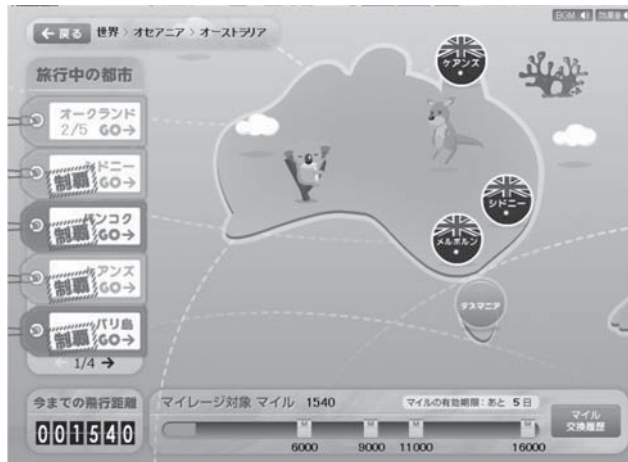 BGM
効果音
← 戻る
世界 > オセアニア > オーストラリア
旅行中の都市
オークランド
2/5 GO→
シドニー
制覇 GO→
バンコク
制覇 GO→
ケアンズ
制覇 GO→
バリ島
制覇 GO→
1/4 →
ケアンズ
シドニー
メルボルン
タスマニア
今までの飛行距離
001540
マイレージ対象 マイル 1540
マイルの有効期限:あと 5 日
M M M M
6000 9000 11000 16000
マイル
交換履歴